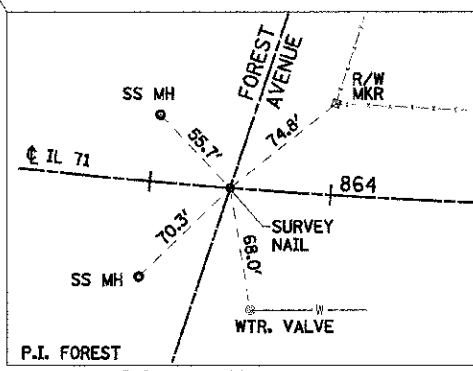 FOREST
AVENUE
R/W
MKR
SS MH
55.7'
74.8'
℄ IL 71
864
SURVEY
NAIL
70.3'
68.0'
SS MH
W
WTR. VALVE
P.I. FOREST